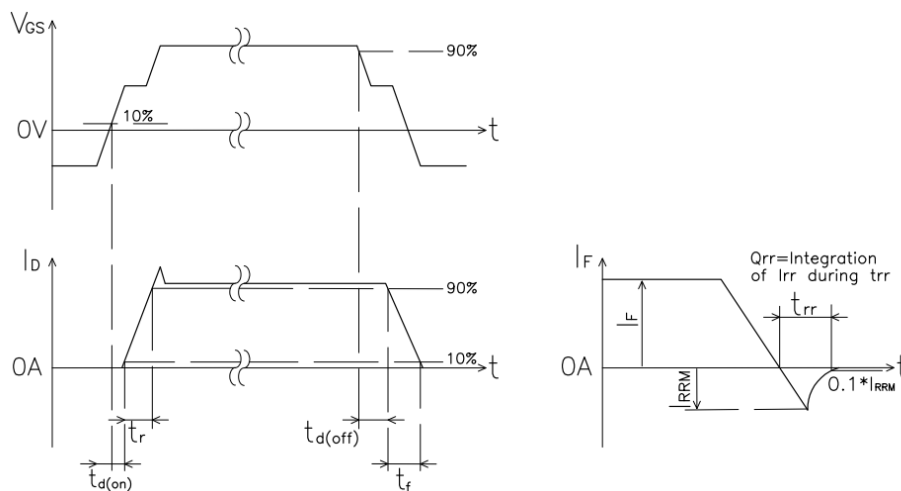 VGS
90%
10%
0V
t
ID
IF
Qrr=Integration
of Irr during trr
trr
90%
IF
10%
0A
t
0A
t
IRRM
0.1*IRRM
tr
td(off)
td(on)
tf